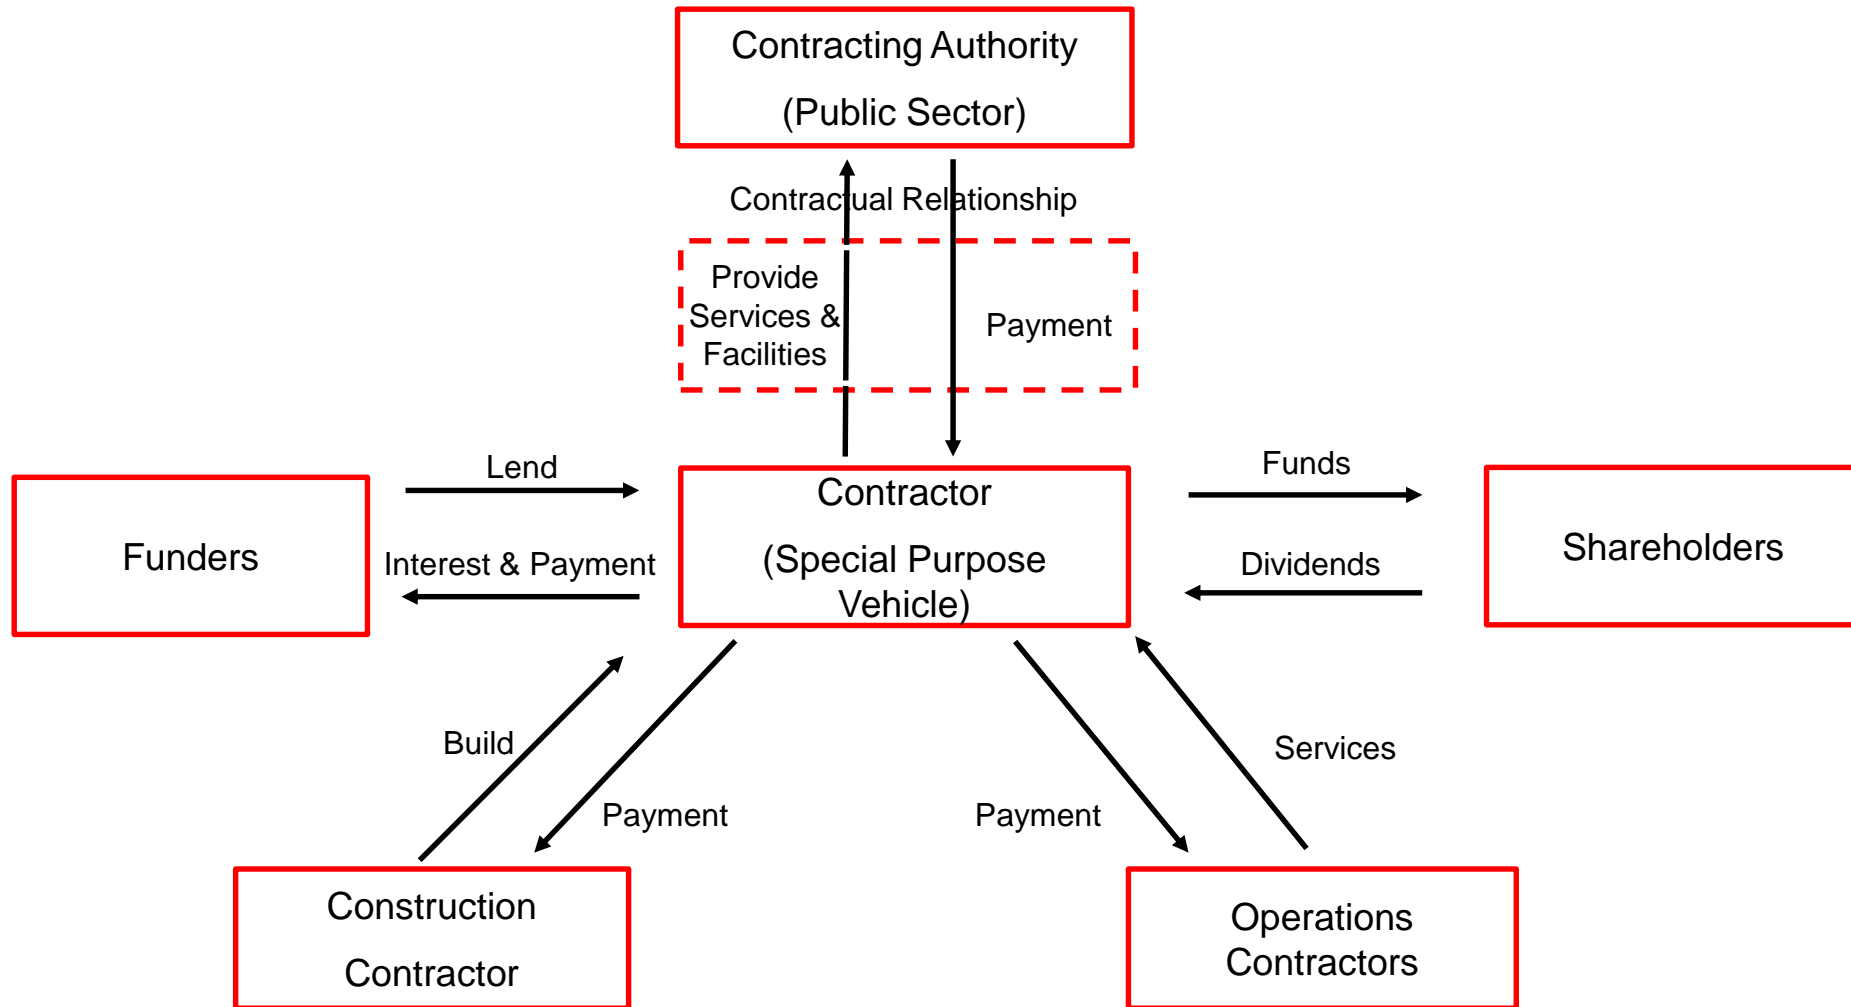 Contracting Authority
(Public Sector)
Contractual Relationship
Provide
Services &
Facilities
Payment
Lend
Interest & Payment
Funders
Contractor
(Special Purpose
Vehicle)
Funds
Dividends
Shareholders
Build
Payment
Payment
Services
Construction
Contractor
Operations
Contractors